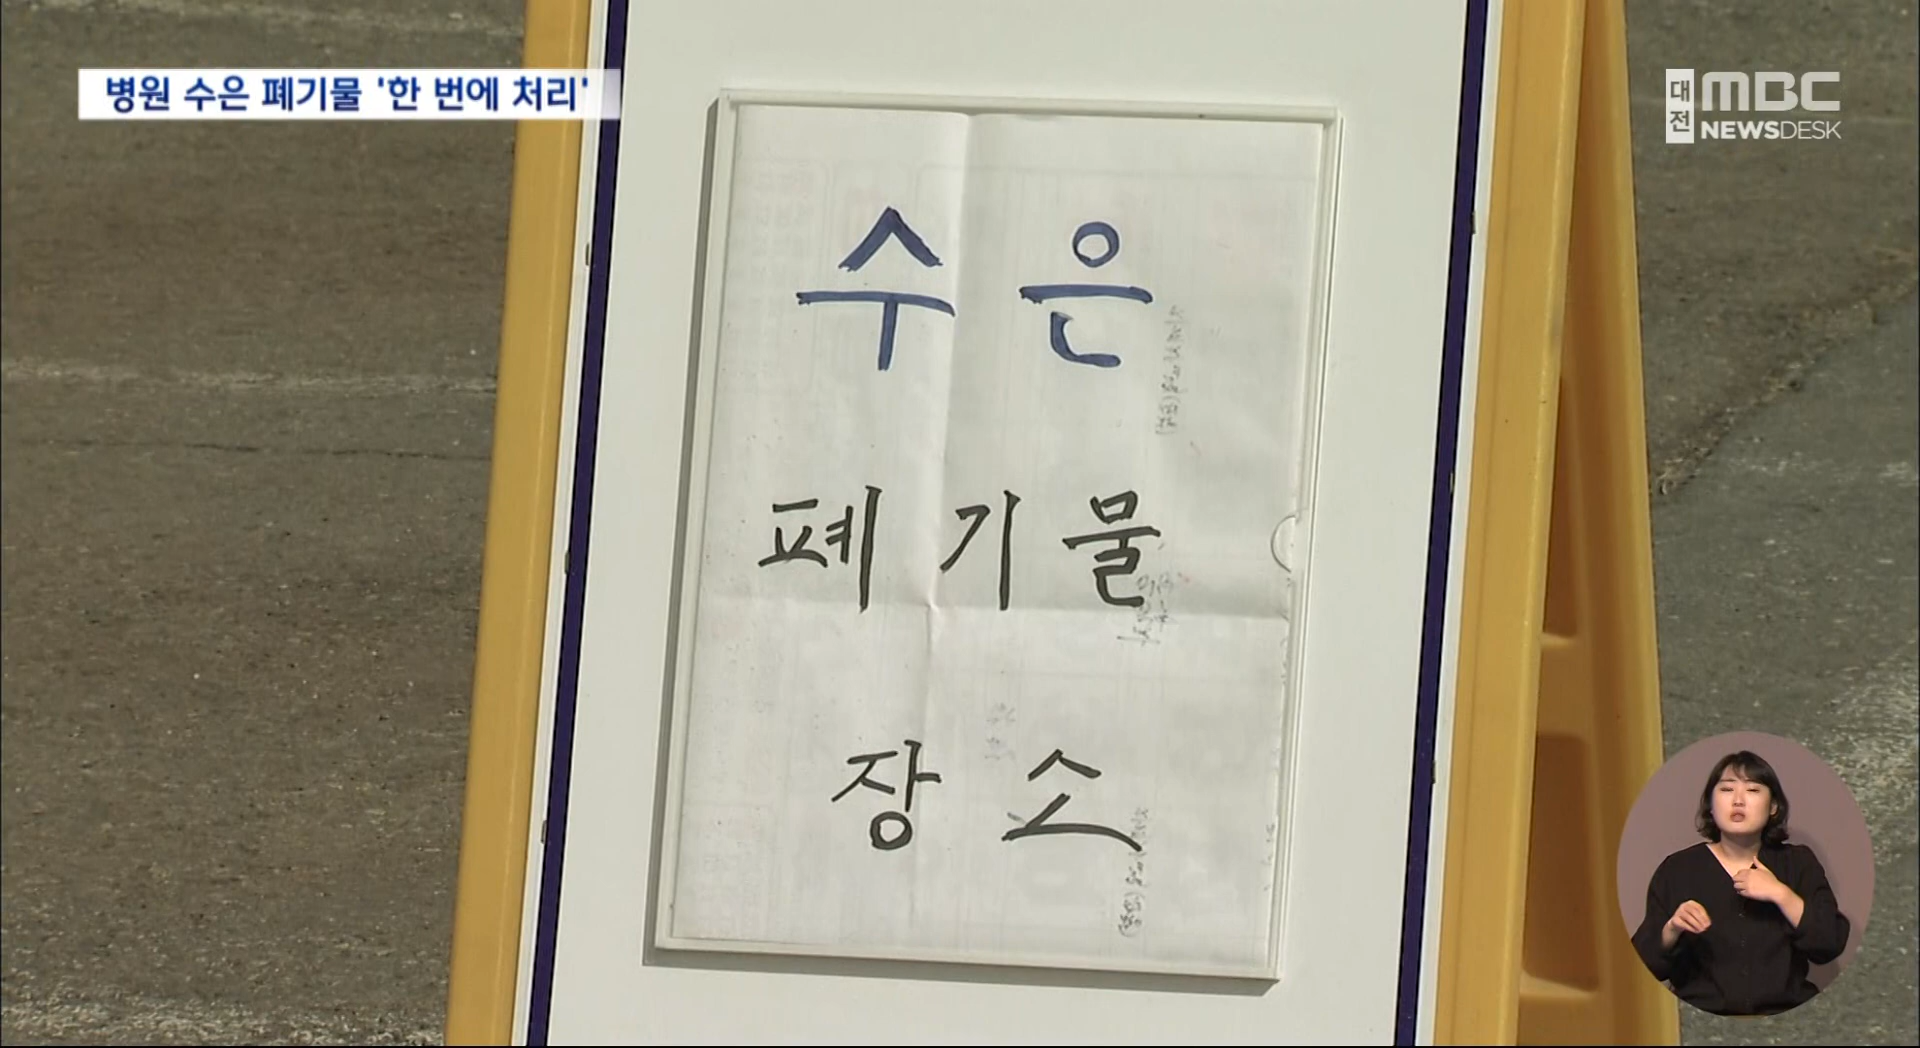 병원 수은 폐기물 '한 번에 처리'
대전 MBC
NEWSDESK
수은
폐기물
장소